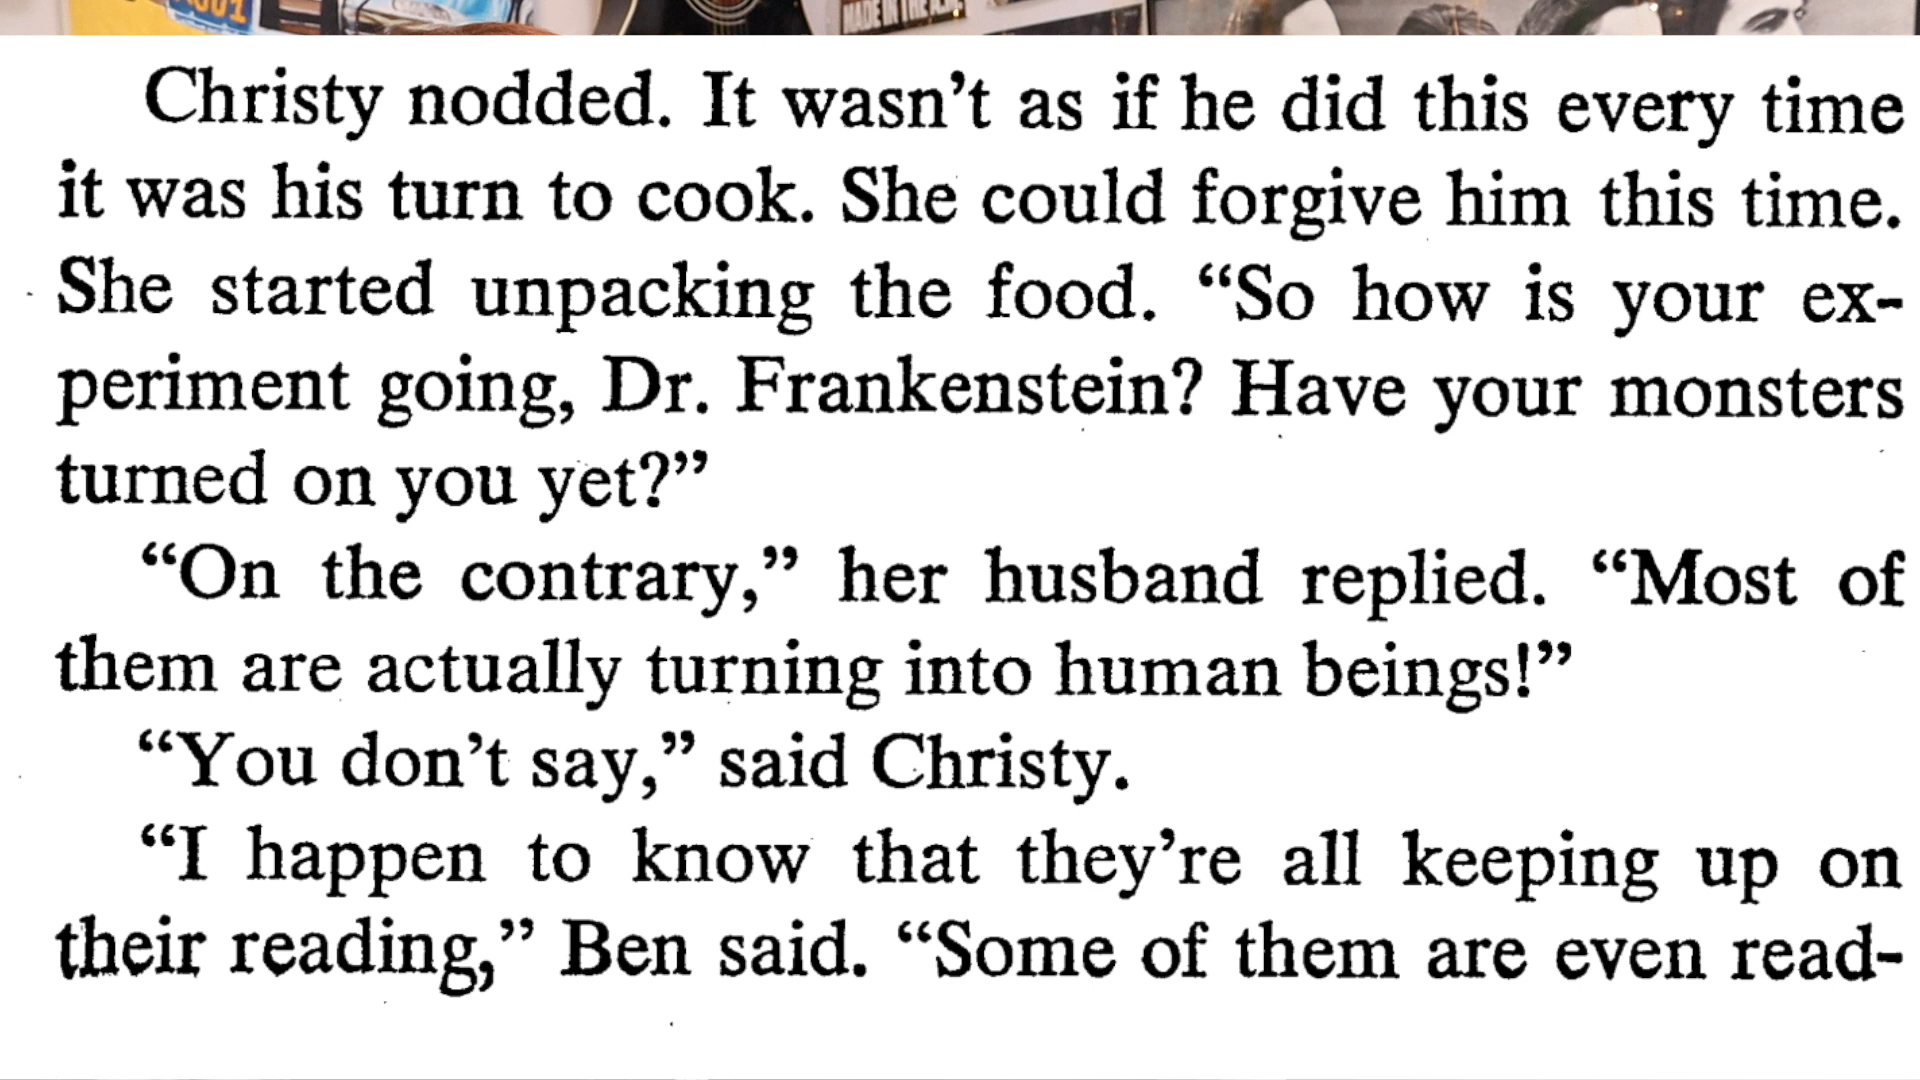 MADE IN THE
Christy nodded. It wasn't as if he did this every time
it was his turn to cook. She could forgive him this time.
She started unpacking the food. “So how is your ex-
periment going, Dr. Frankenstein? Have your monsters
turned on you yet?”
“On the contrary,” her husband replied. “Most of
them are actually turning into human beings!”
“You don't say,” said Christy.
“I happen to know that they're all keeping up on
their reading,” Ben said. “Some of them are even read-